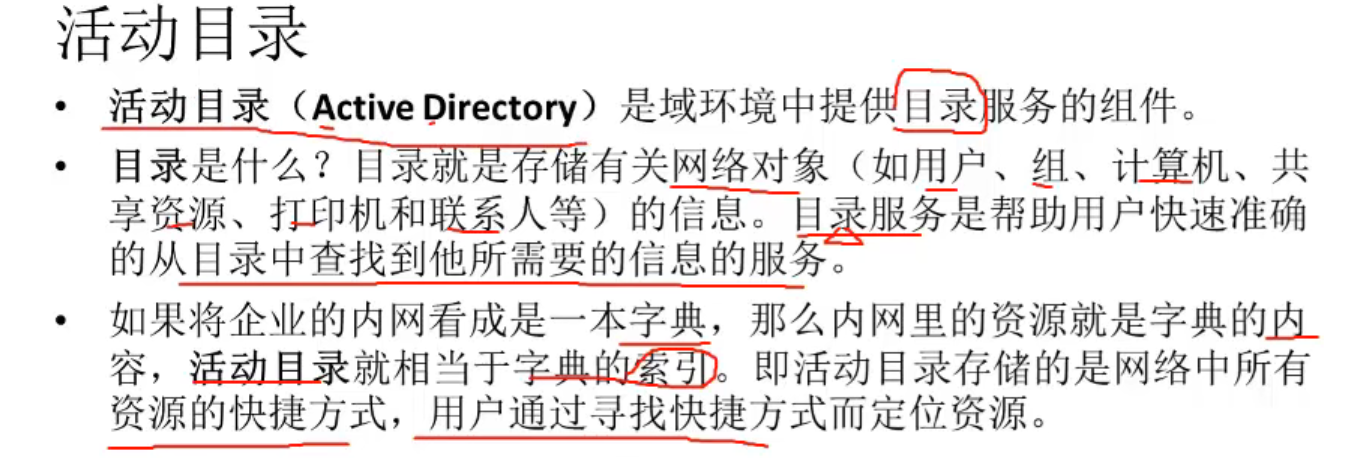 活动目录
• 活动目录（Active Directory）是域环境中提供目录服务的组件。
• 目录是什么？目录就是存储有关网络对象（如用户、组、计算机、共
享资源、打印机和联系人等）的信息。目录服务是帮助用户快速准确
的从目录中查找到他所需要的信息的服务。
• 如果将企业的内网看成是一本字典，那么内网里的资源就是字典的内
容，活动目录就相当于字典的索引。即活动目录存储的是网络中所有
资源的快捷方式，用户通过寻找快捷方式而定位资源。